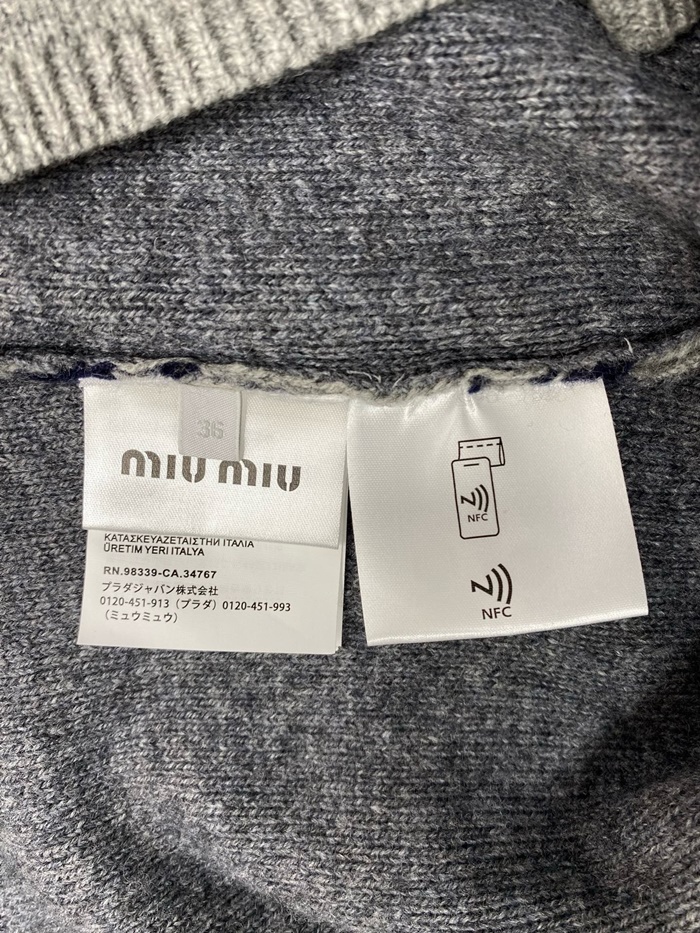 36
miu miu
ΚΑΤΑΣΚΕΥΑΖΕΤΑΙΣΤΗΝ ΙΤΑΛΙΑ
ÜRETIM YERI ITALYA
RN.98339-CA.34767
プラダジャパン株式会社
0120-451-913（プラダ）0120-451-993
（ミュウミュウ）
NFC
NFC